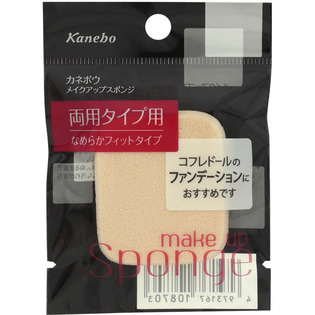 Kanebo
カネボウ
メイクアップスポンジ
両用タイプ用
なめらかフィットタイプ
コフレドールの
ファンデーションに
おすすめです
make up
Sponge
4 973167 108703